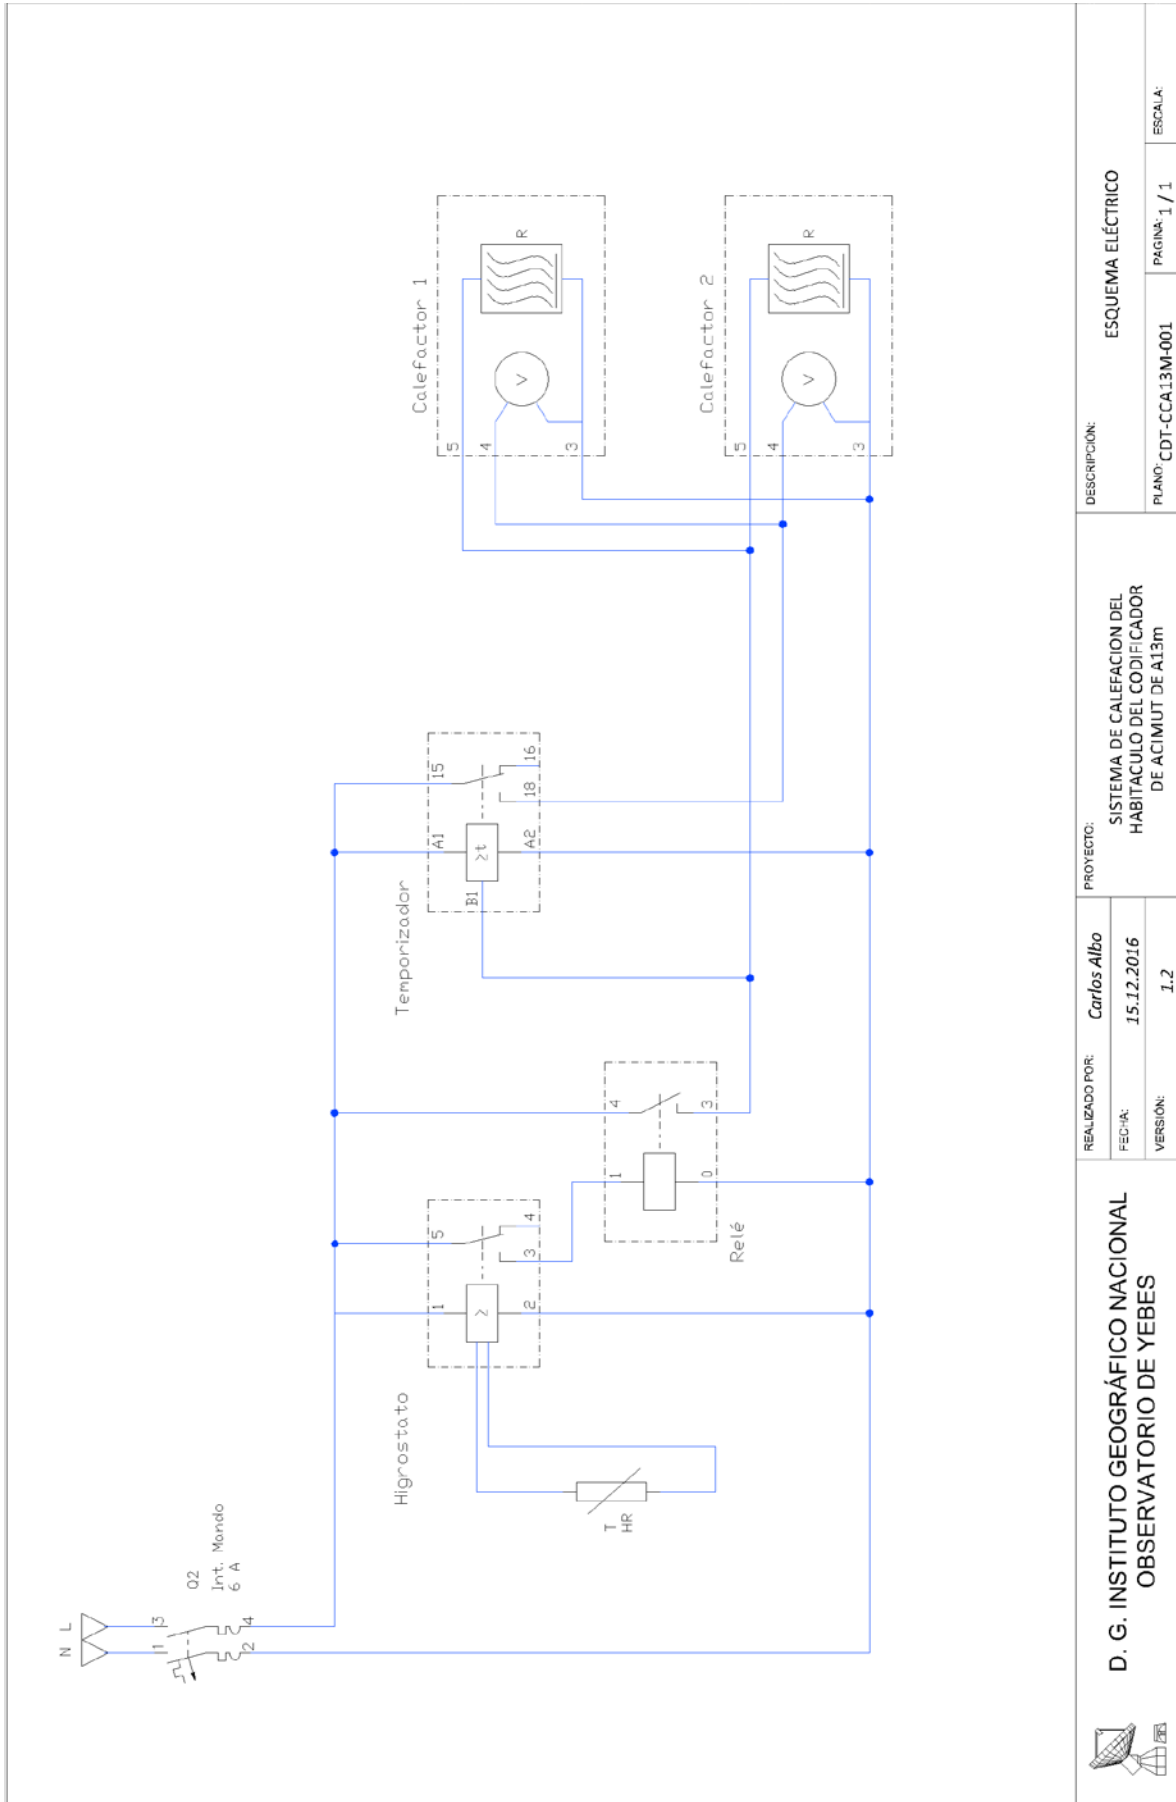 N L
1
3
2
4
Q2
Int. Mando
6 A
T
HR
Higrostato
1
5
≥
2
3
4
Relé
1
4
0
3
Temporizador
A1
15
B1
≥t
A2
18
16
Calefactor 1
5
4
3
V
R
Calefactor 2
5
4
3
V
R
D. G. INSTITUTO GEOGRÁFICO NACIONAL
OBSERVATORIO DE YEBES
REALIZADO POR: Carlos Albo
FECHA: 15.12.2016
VERSIÓN: 1.2
PROYECTO:
SISTEMA DE CALEFACION DEL
HABITACULO DEL CODIFICADOR
DE ACIMUT DE A13m
DESCRIPCIÓN:
ESQUEMA ELÉCTRICO
PLANO: CDT-CCA13M-001
PAGINA: 1 / 1
ESCALA: